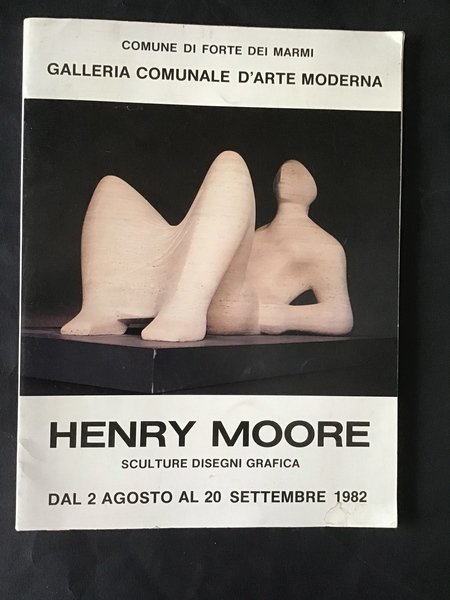 COMUNE DI FORTE DEI MARMI
GALLERIA COMUNALE D'ARTE MODERNA
HENRY MOORE
SCULTURE DISEGNI GRAFICA
DAL 2 AGOSTO AL 20 SETTEMBRE 1982